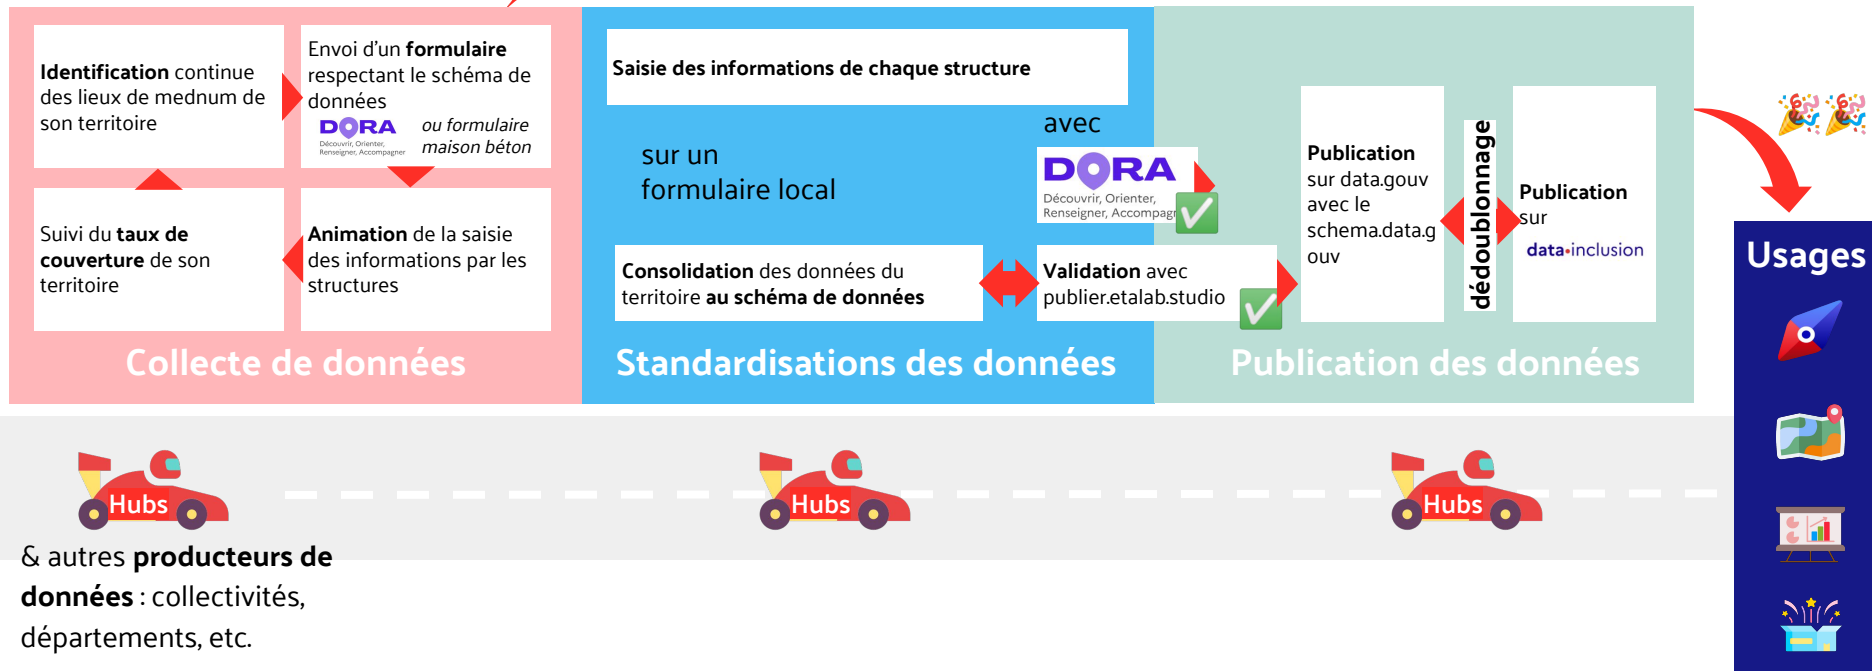 Identification continue
des lieux de mednum de
son territoire
Envoi d'un formulaire
respectant le schéma de
données
DORA
Découvrir, Orienter,
Renseigner, Accompagner
ou formulaire
maison béton
Suivi du taux de
couverture de son
territoire
Animation de la saisie
des informations par les
structures
Collecte de données
Saisie des informations de chaque structure
sur un
formulaire local
avec
DORA
Découvrir, Orienter,
Renseigner, Accompagn
Consolidation des données du
territoire au schéma de données
Validation avec
publier.etalab.studio
Standardisations des données
Publication
sur data.gouv
avec le
schema.data.g
ouv
dédoublonnage
Publication
sur
data•inclusion
Publication des données
Usages
Hubs
Hubs
Hubs
& autres producteurs de
données : collectivités,
départements, etc.